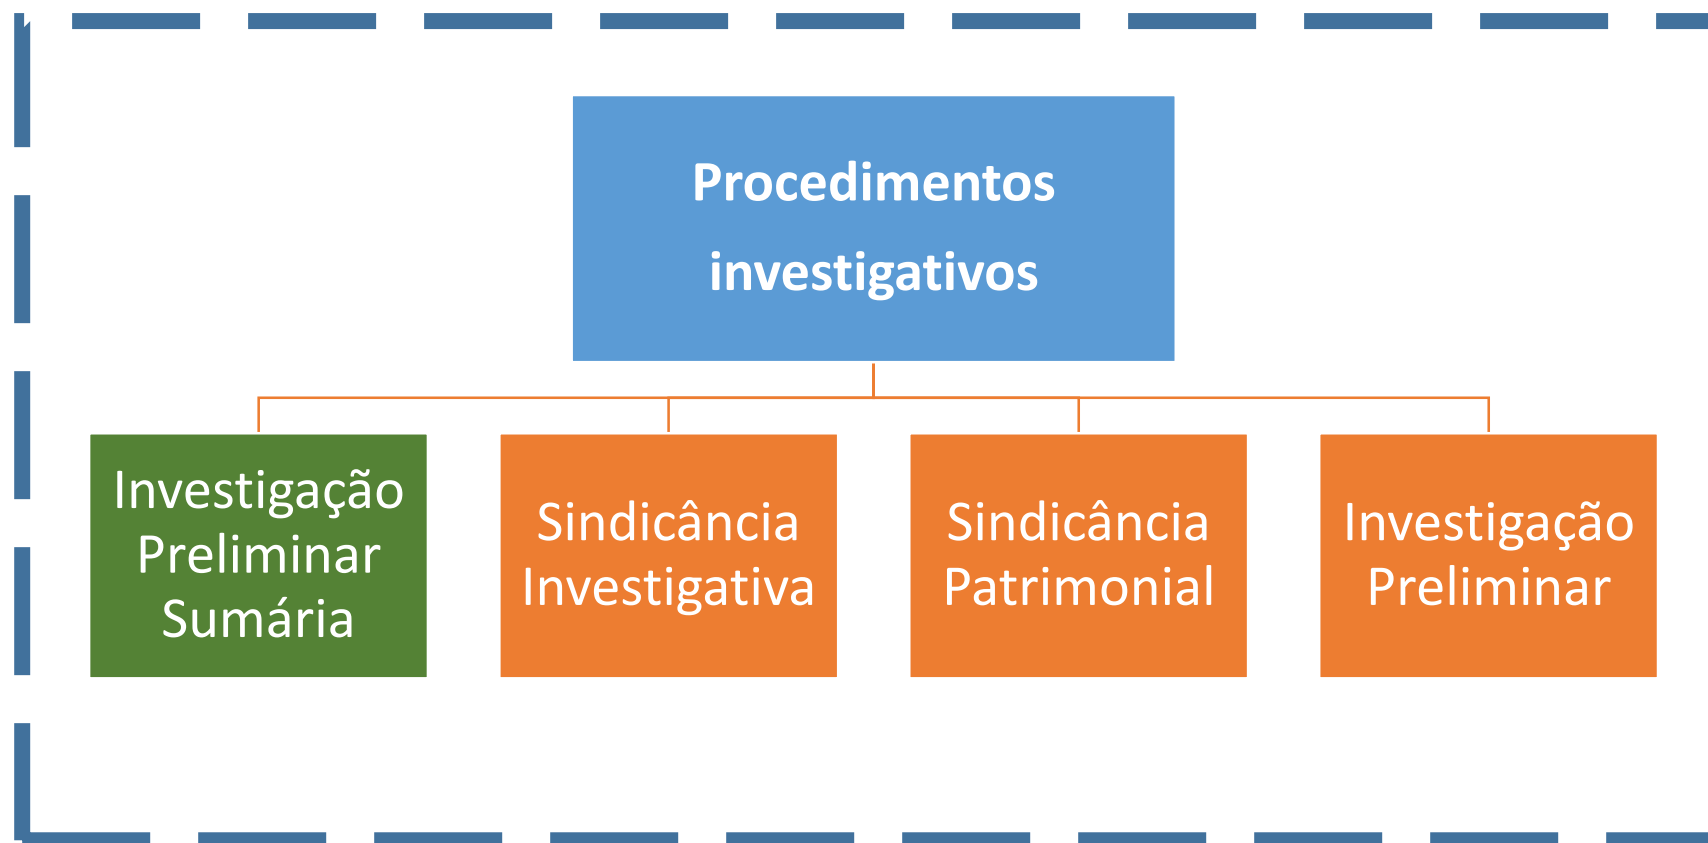 Procedimentos
investigativos
Investigação
Preliminar
Sumária
Sindicância
Investigativa
Sindicância
Patrimonial
Investigação
Preliminar